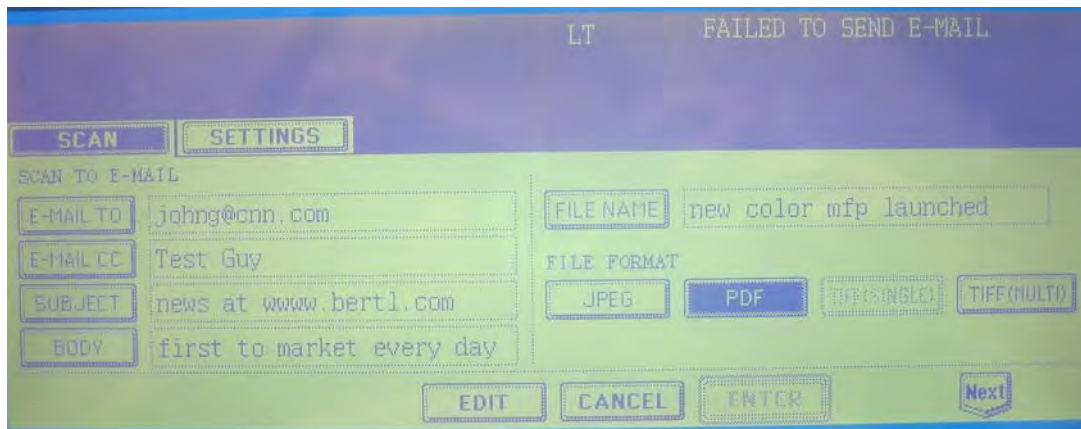 LT FAILED TO SEND E-MAIL
SCAN SETTINGS
SCAN TO E-MAIL
E-MAIL TO johng@cnn.com FILE NAME new color mfp launched
E-MAIL CC Test Guy FILE FORMAT
SUBJECT news at wwww.bertl.com JPEG PDF TIFF(SINGLE) TIFF(MULTI)
BODY first to market every day
EDIT CANCEL ENTER Next